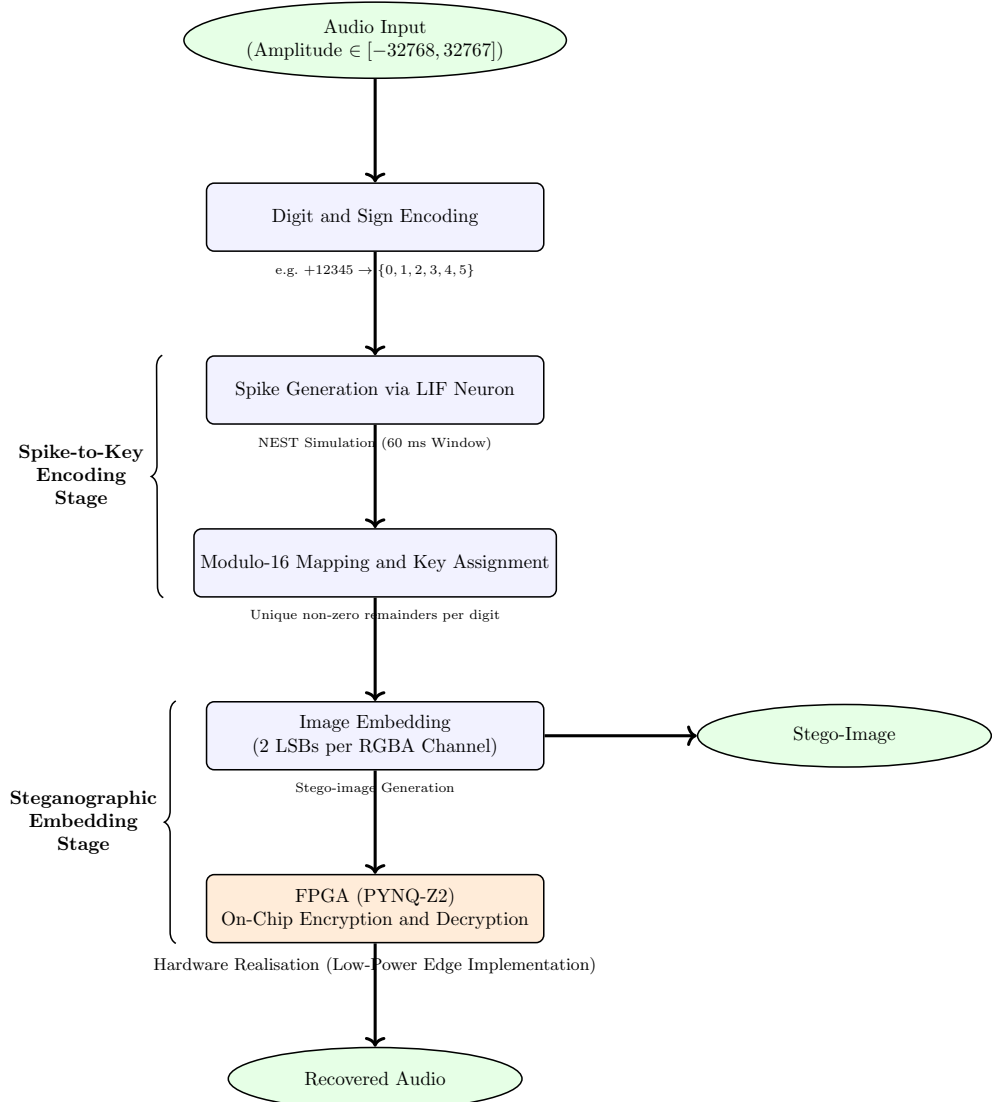 Audio Input
(Amplitude ∈ [−32768, 32767])
Digit and Sign Encoding
e.g. +12345 → {0, 1, 2, 3, 4, 5}
Spike Generation via LIF Neuron
NEST Simulation (60 ms Window)
Spike-to-Key
Encoding
Stage
Modulo-16 Mapping and Key Assignment
Unique non-zero remainders per digit
Image Embedding
(2 LSBs per RGBA Channel)
Stego-Image
Stego-image Generation
Steganographic
Embedding
Stage
FPGA (PYNQ-Z2)
On-Chip Encryption and Decryption
Hardware Realisation (Low-Power Edge Implementation)
Recovered Audio